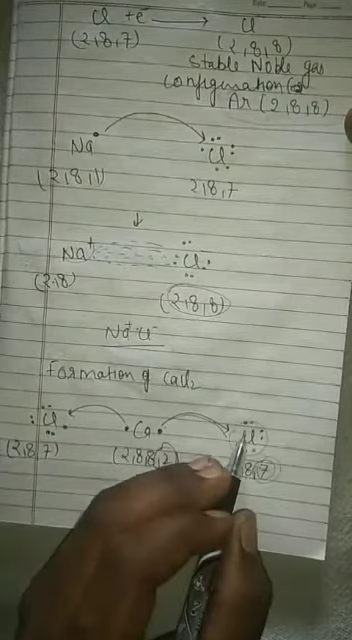 Cl +e⁻ → Cl
(2,8,7) (2,8,8)
Stable Noble gas
configuration
Ar (2,8,8)
Na Cl
(2,8,1) 2,8,7
↓
Na⁺ Cl
(2,8) (2,8,8)
Na⁺Cl⁻
Formation of CaCl₂
Cl Ca Cl
(2,8,7) (2,8,8,2) 8,7)